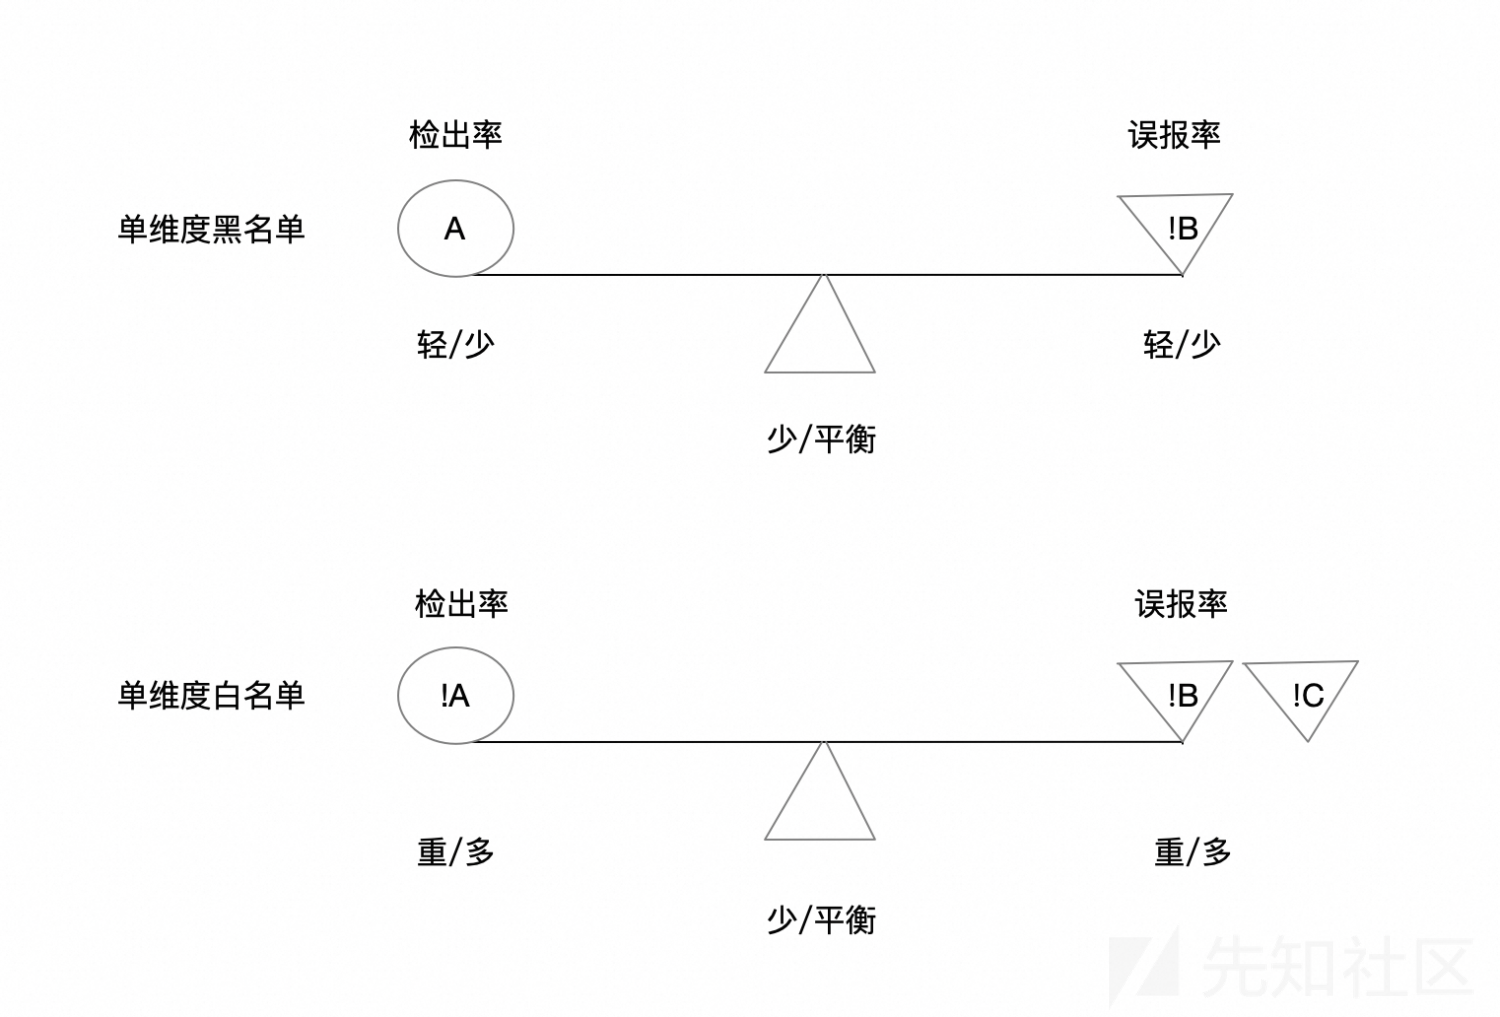 检出率
误报率
单维度黑名单
A
!B
轻/少
轻/少
少/平衡
检出率
误报率
单维度白名单
!A
!B
!C
重/多
重/多
少/平衡
先知社区